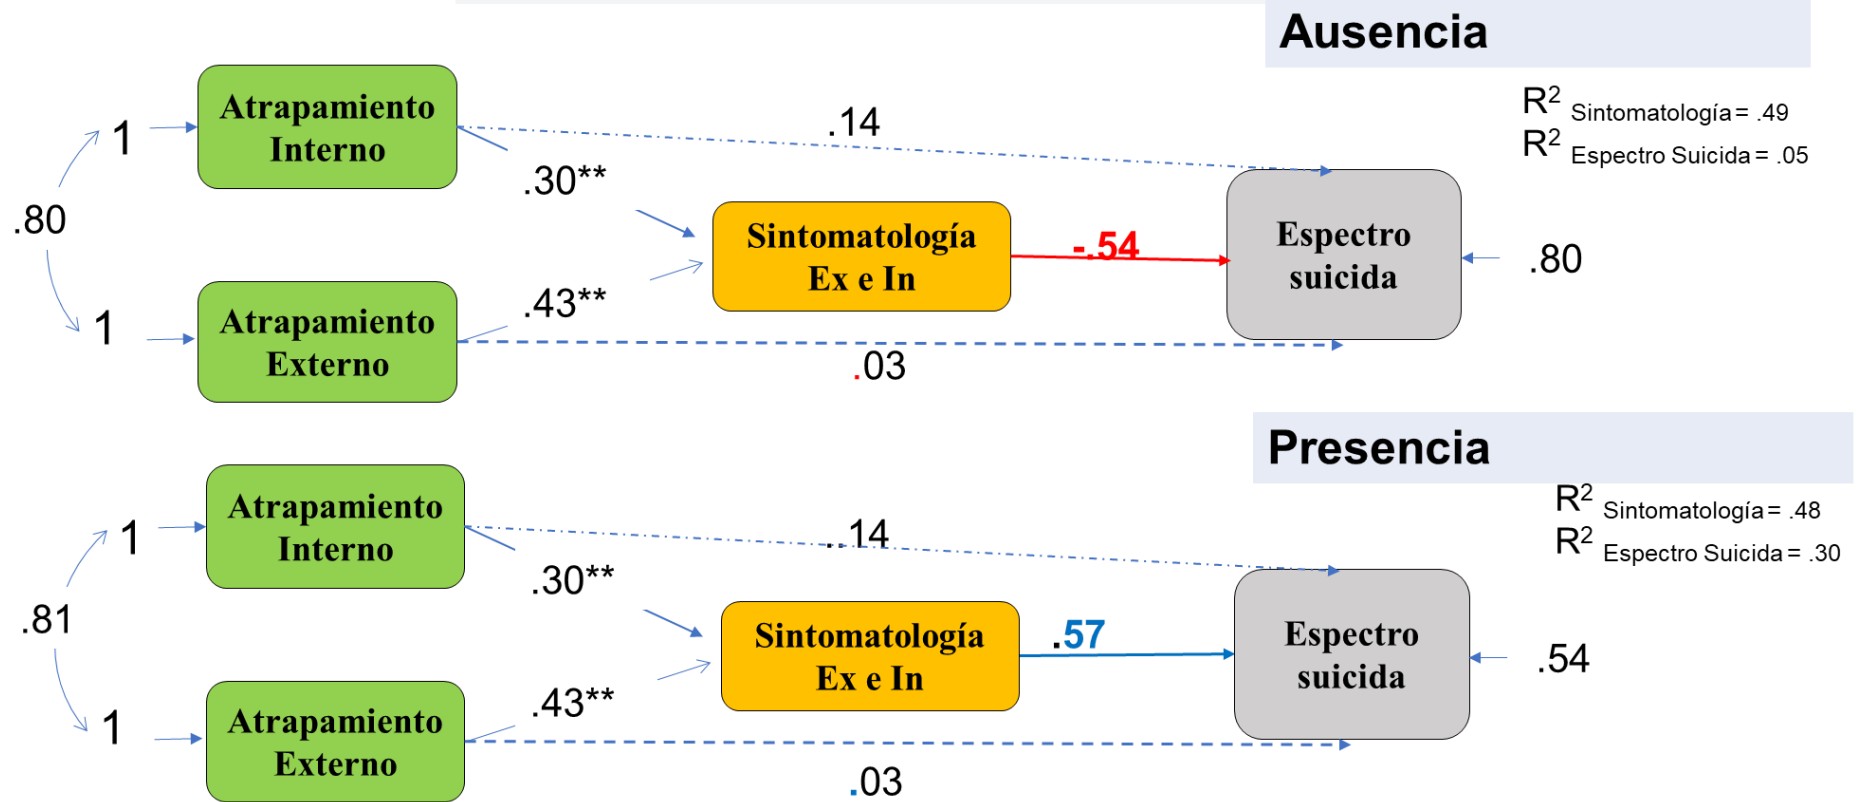 Ausencia
R² Sintomatología = .49
R² Espectro Suicida = .05
Atrapamiento
Interno
1
.14
.30**
.80
Sintomatología
Ex e In
-.54
Espectro
suicida
.80
.43**
1
Atrapamiento
Externo
.03
Presencia
R² Sintomatología = .48
R² Espectro Suicida = .30
Atrapamiento
Interno
1
..14
.30**
.81
Sintomatología
Ex e In
.57
Espectro
suicida
.54
.43**
1
Atrapamiento
Externo
.03